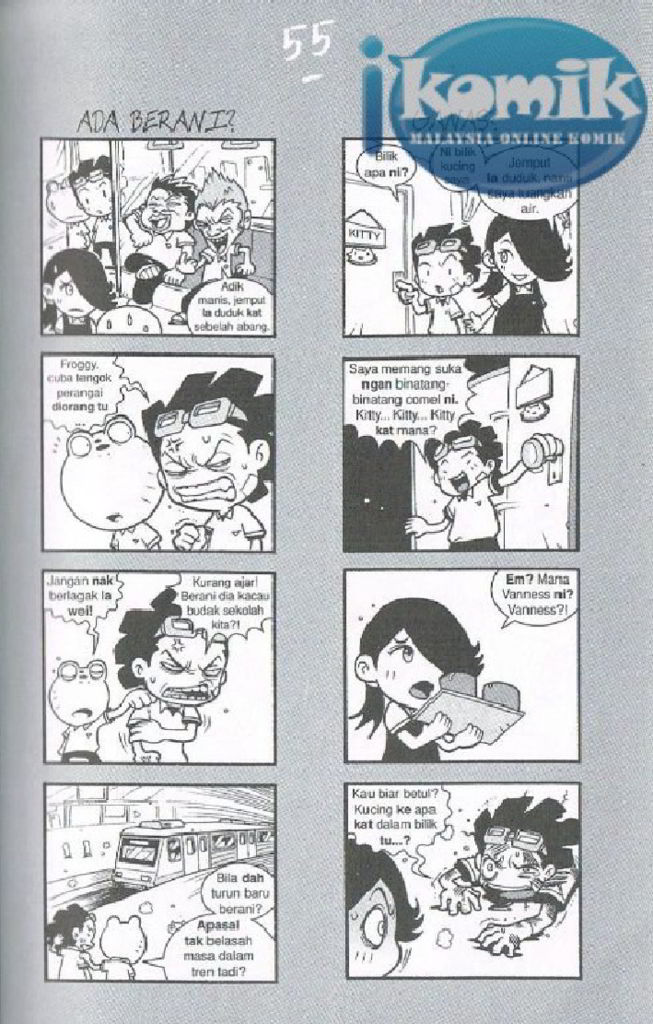 55
ikomik
MALAYSIA ONLINE KOMIK
ADA BERANI?
Adik
manis, jemput
la duduk kat
sebelah abang.
Froggy,
cuba tengok
perangai
diorang tu
Jangan nak
berlagak la
wei!
Kurang ajar!
Berani dia kacau
budak sekolah
kita?!
Bila dah
turun baru
berani?
Apasal
tak belasah
masa dalam
tren tadi?
Bilik
apa ni?
Ni bilik
kucing
saya
Jemput
la duduk, nanti
saya tuangkan
air.
KITTY
Saya memang suka
ngan binatang-
binatang comel ni.
Kitty... Kitty... Kitty
kat mana?
Em? Mana
Vanness ni?
Vanness?!
Kau biar betul?
Kucing ke apa
kat dalam bilik
tu...?